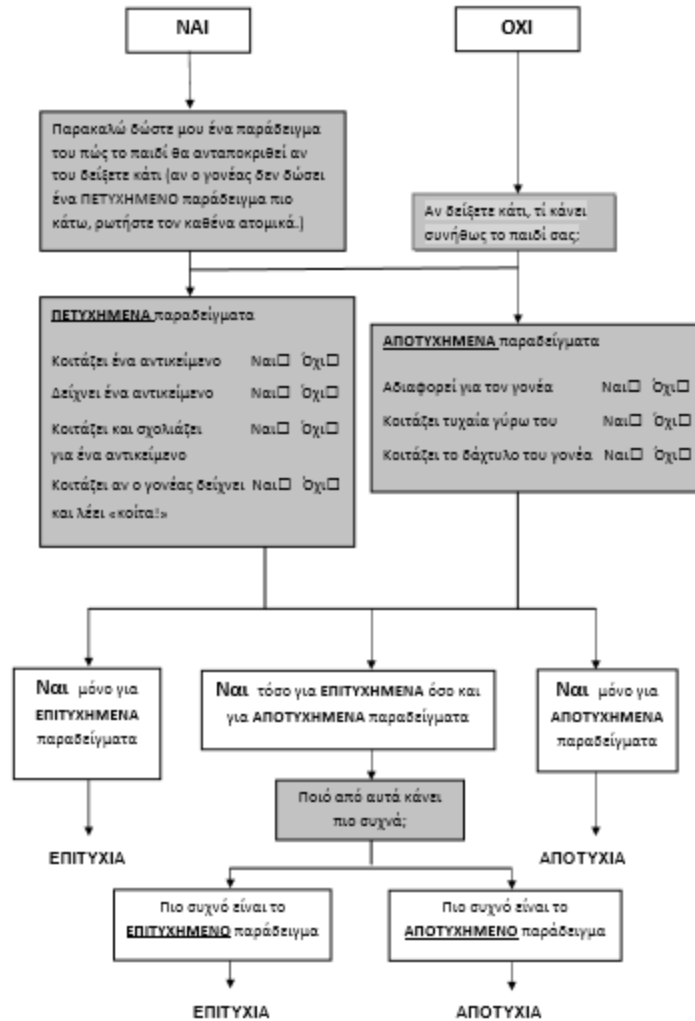 ΝΑΙ
ΟΧΙ
Παρακαλώ δώστε μου ένα παράδειγμα
του πώς το παιδί θα ανταποκριθεί αν
του δείξετε κάτι (αν ο γονέας δεν δώσει
ένα ΠΕΤΥΧΗΜΕΝΟ παράδειγμα πιο
κάτω, ρωτήστε τον καθένα ατομικά.)
Αν δείξετε κάτι, τί κάνει
συνήθως το παιδί σας;
ΠΕΤΥΧΗΜΕΝΑ παραδείγματα
Κοιτάζει ένα αντικείμενο Ναι☐ Όχι☐
Δείχνει ένα αντικείμενο Ναι☐ Όχι☐
Κοιτάζει και σχολιάζει Ναι☐ Όχι☐
για ένα αντικείμενο
Κοιτάζει αν ο γονέας δείχνει Ναι☐ Όχι☐
και λέει «κοίτα!»
ΑΠΟΤΥΧΗΜΕΝΑ παραδείγματα
Αδιαφορεί για τον γονέα Ναι☐ Όχι☐
Κοιτάζει τυχαία γύρω του Ναι☐ Όχι☐
Κοιτάζει το δάχτυλο του γονέα Ναι☐ Όχι☐
Ναι μόνο για
ΕΠΙΤΥΧΗΜΕΝΑ
παραδείγματα
Ναι τόσο για ΕΠΙΤΥΧΗΜΕΝΑ όσο και
για ΑΠΟΤΥΧΗΜΕΝΑ παραδείγματα
Ναι μόνο για
ΑΠΟΤΥΧΗΜΕΝΑ
παραδείγματα
Ποιό από αυτά κάνει
πιο συχνά;
ΕΠΙΤΥΧΙΑ
ΑΠΟΤΥΧΙΑ
Πιο συχνό είναι το
ΕΠΙΤΥΧΗΜΕΝΟ παράδειγμα
Πιο συχνό είναι το
ΑΠΟΤΥΧΗΜΕΝΟ παράδειγμα
ΕΠΙΤΥΧΙΑ
ΑΠΟΤΥΧΙΑ